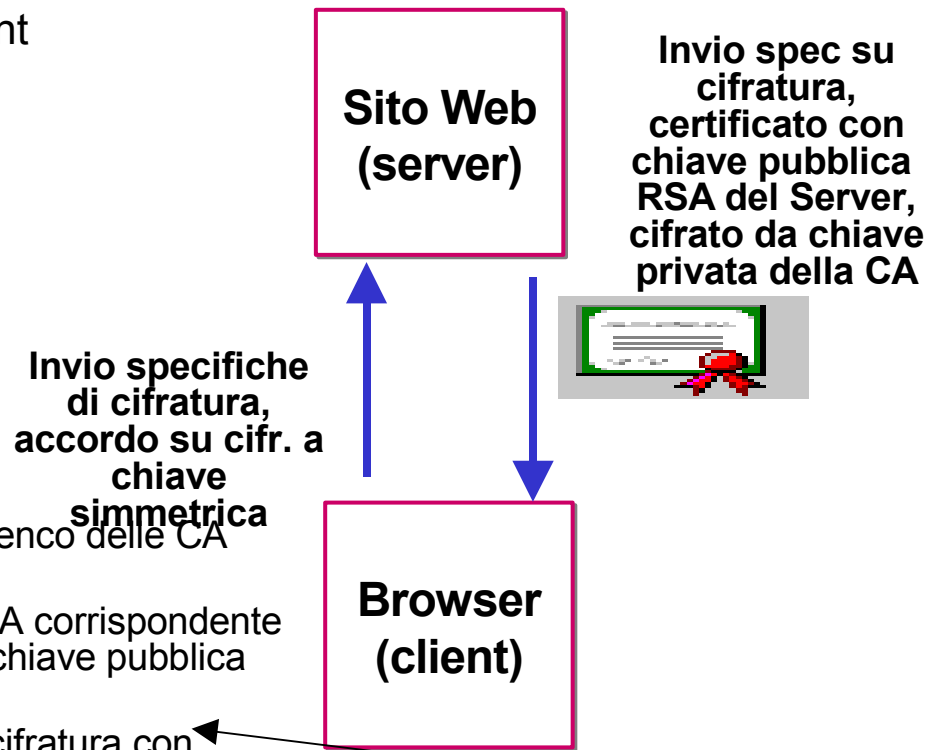 nt
Sito Web
(server)
Invio spec su
cifratura,
certificato con
chiave pubblica
RSA del Server,
cifrato da chiave
privata della CA
Invio specifiche
di cifratura,
accordo su cifr. a
chiave
simmetrica
enco delle CA
A corrispondente
chiave pubblica
cifratura con
Browser
(client)